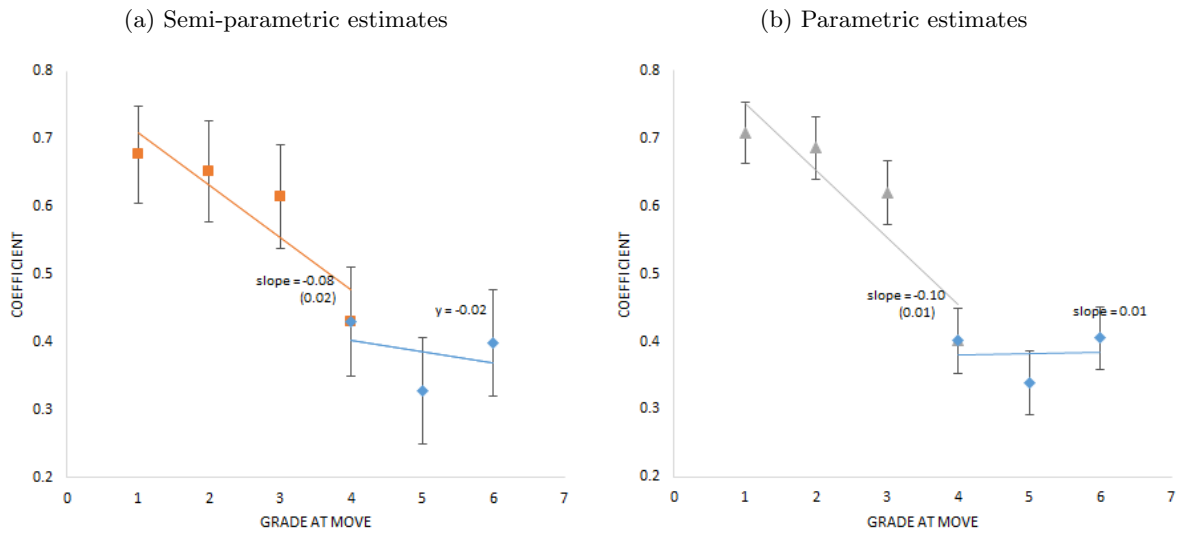 (a) Semi-parametric estimates
0.8
0.7
0.6
0.5
0.4
0.3
0.2
COEFFICIENT
slope = -0.08
(0.02)
y = -0.02
0 1 2 3 4 5 6 7
GRADE AT MOVE
(b) Parametric estimates
0.8
0.7
0.6
0.5
0.4
0.3
0.2
COEFFICIENT
slope = -0.10
(0.01)
slope = 0.01
0 1 2 3 4 5 6 7
GRADE AT MOVE